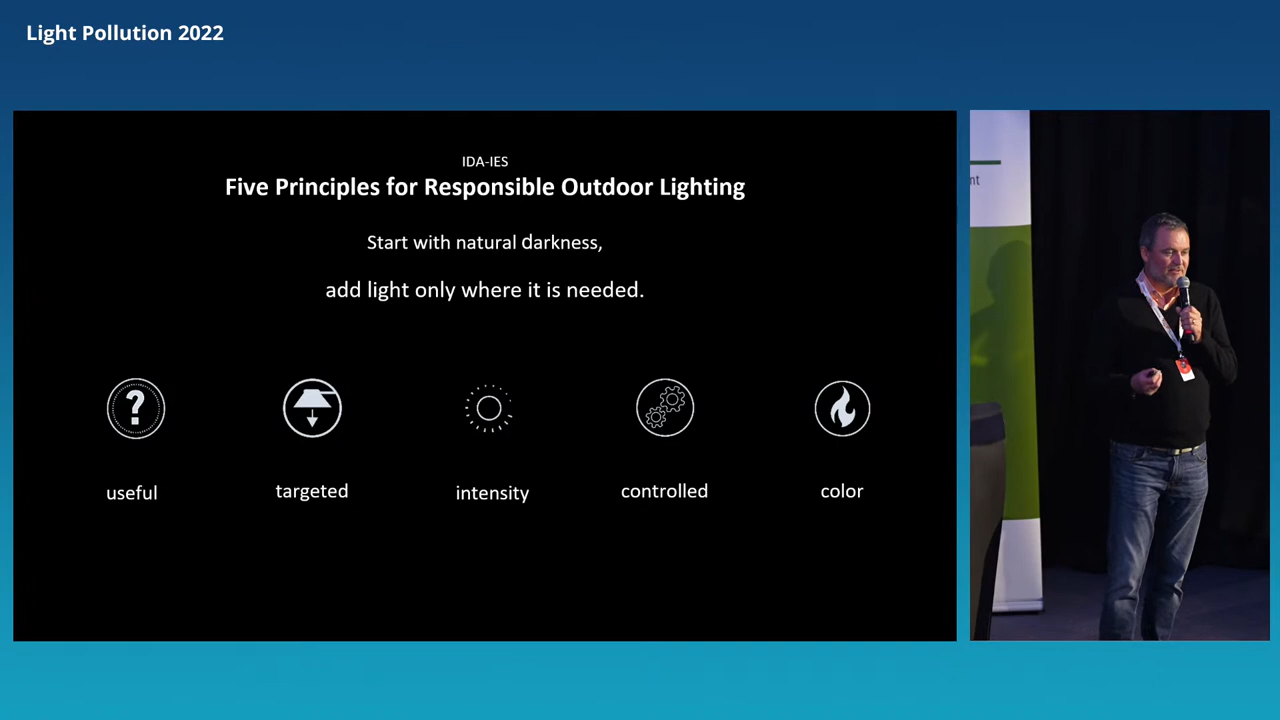 Light Pollution 2022
IDA-IES
Five Principles for Responsible Outdoor Lighting
Start with natural darkness,
add light only where it is needed.
?
useful
targeted
intensity
controlled
color
nt